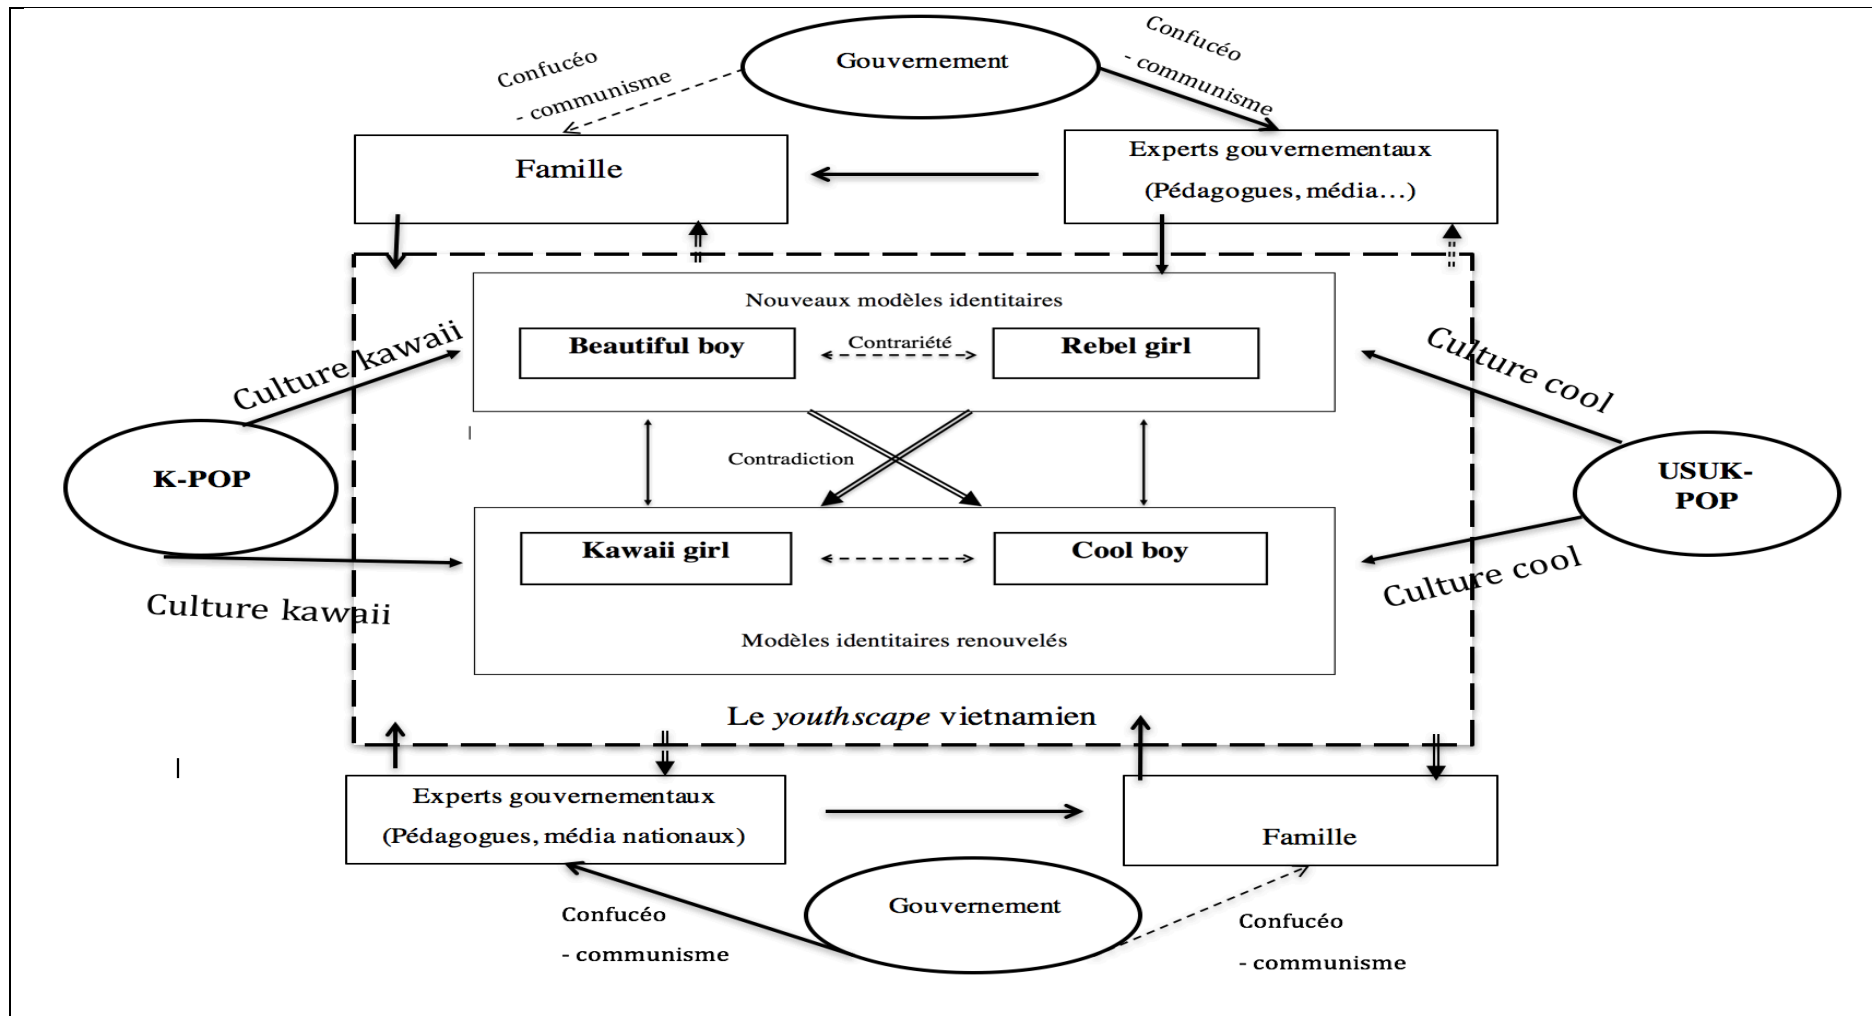 Gouvernement
Confucéo
- communisme
Confucéo
- communisme
Famille
Experts gouvernementaux
(Pédagogues, média…)
Nouveaux modèles identitaires
Beautiful boy
Contrariété
Rebel girl
Culture kawaii
Culture cool
Contradiction
K-POP
USUK-
POP
Kawaii girl
Cool boy
Culture kawaii
Culture cool
Modèles identitaires renouvelés
Le youthscape vietnamien
Experts gouvernementaux
(Pédagogues, média nationaux)
Famille
Gouvernement
Confucéo
- communisme
Confucéo
- communisme